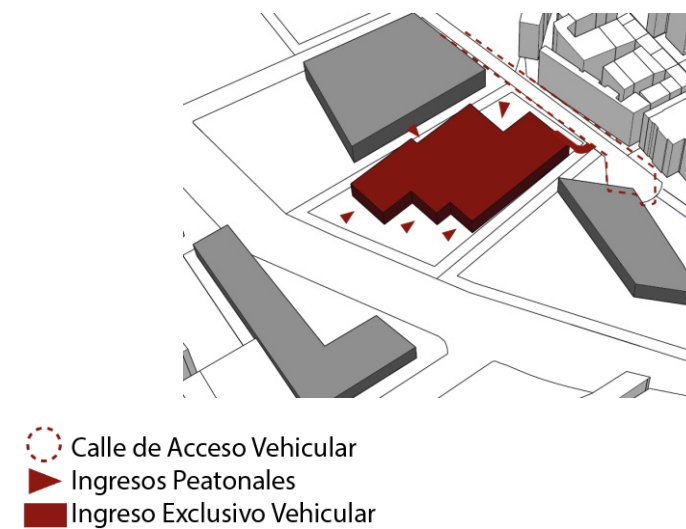 Calle de Acceso Vehicular
Ingresos Peatonales
Ingreso Exclusivo Vehicular